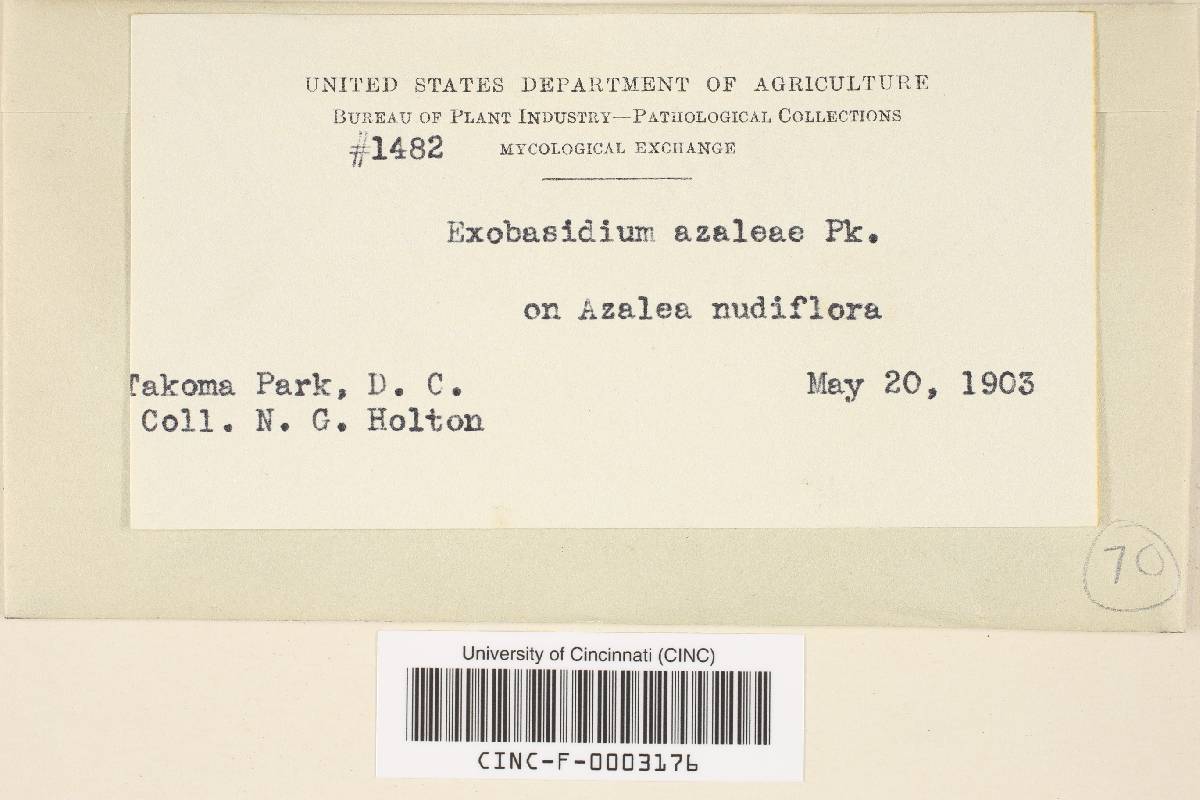 UNITED STATES DEPARTMENT OF AGRICULTURE
BUREAU OF PLANT INDUSTRY—PATHOLOGICAL COLLECTIONS
#1482 MYCOLOGICAL EXCHANGE
Exobasidium azaleae Pk.
on Azalea nudiflora
Takoma Park, D. C. May 20, 1903
Coll. N. G. Holton
70
University of Cincinnati (CINC)
CINC-F-0003176